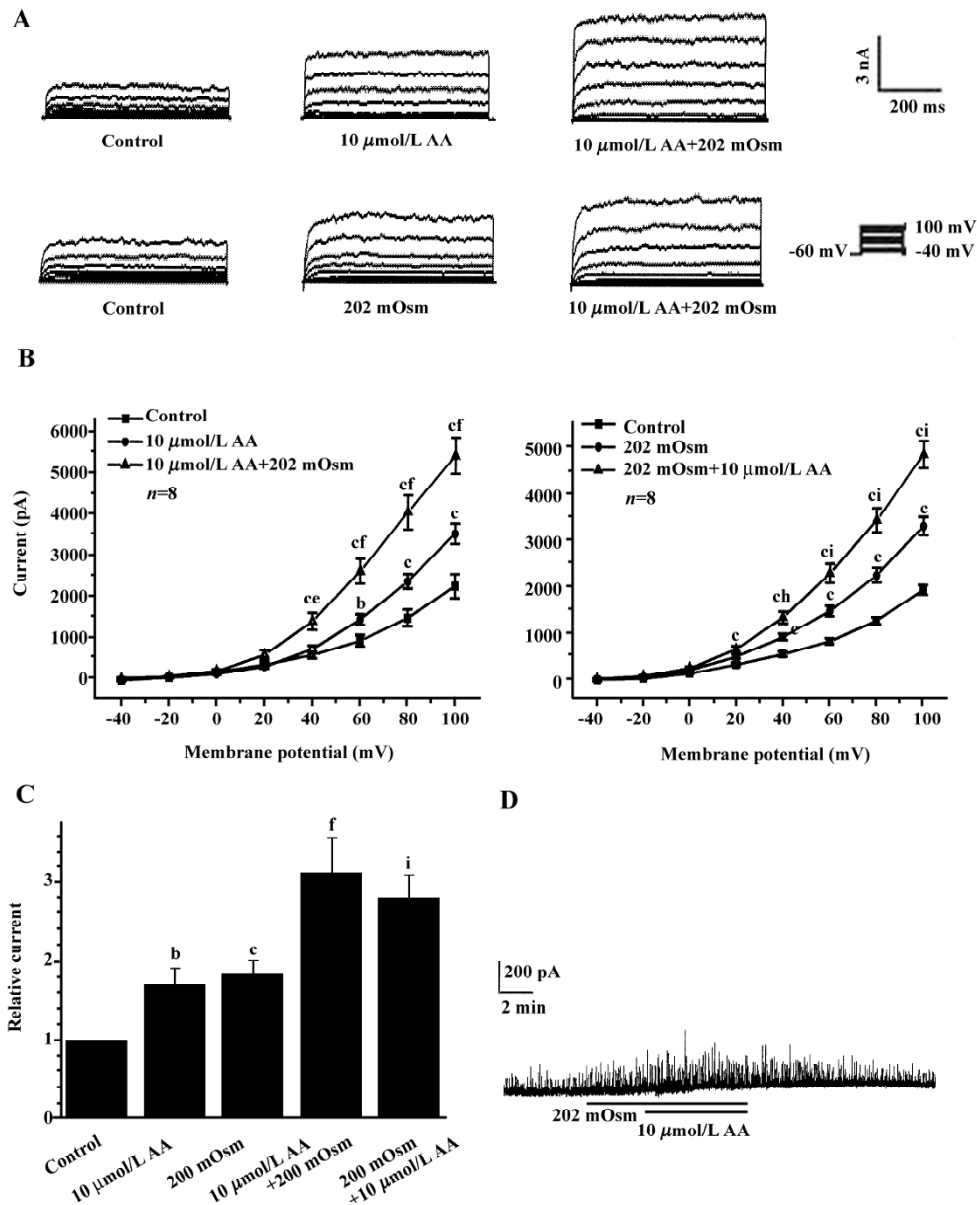 A
3 nA
200 ms
Control
10 μmol/L AA
10 μmol/L AA+202 mOsm
100 mV
-60 mV
-40 mV
Control
202 mOsm
10 μmol/L AA+202 mOsm
B
Control
10 μmol/L AA
10 μmol/L AA+202 mOsm
n=8
6000
5000
4000
3000
2000
1000
0
Current (pA)
cf
cf
c
cf
c
ce
b
-40
-20
0
20
40
60
80
100
Membrane potential (mV)
Control
202 mOsm
202 mOsm+10 μmol/L AA
n=8
5000
4000
3000
2000
1000
0
ci
ci
c
ci
c
ch
c
c
c
-40
-20
0
20
40
60
80
100
Membrane potential (mV)
C
Relative current
3
2
1
0
b
c
f
i
Control
10 μmol/L AA
200 mOsm
10 μmol/L AA
+200 mOsm
200 mOsm
+10 μmol/L AA
D
200 pA
2 min
202 mOsm
10 μmol/L AA